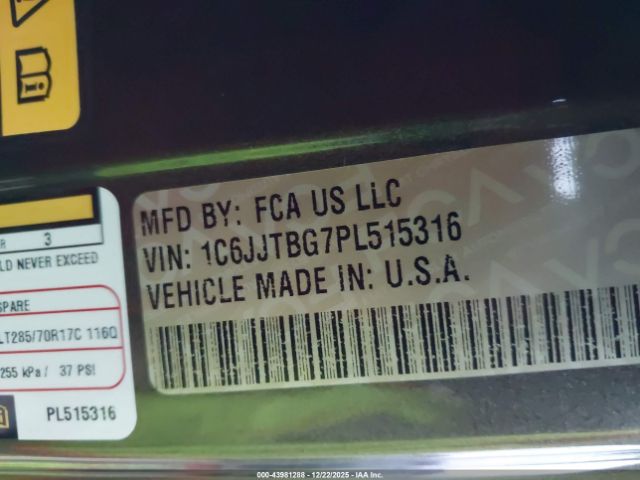 MFD BY: FCA US LLC
VIN: 1C6JJTBG7PL515316
VEHICLE MADE IN: U.S.A.
R 3
LD NEVER EXCEED
SPARE
LT285/70R17C 116Q
255 kPa / 37 PSI
PL515316
000-43981288 - 12/22/2025 - IAA Inc.